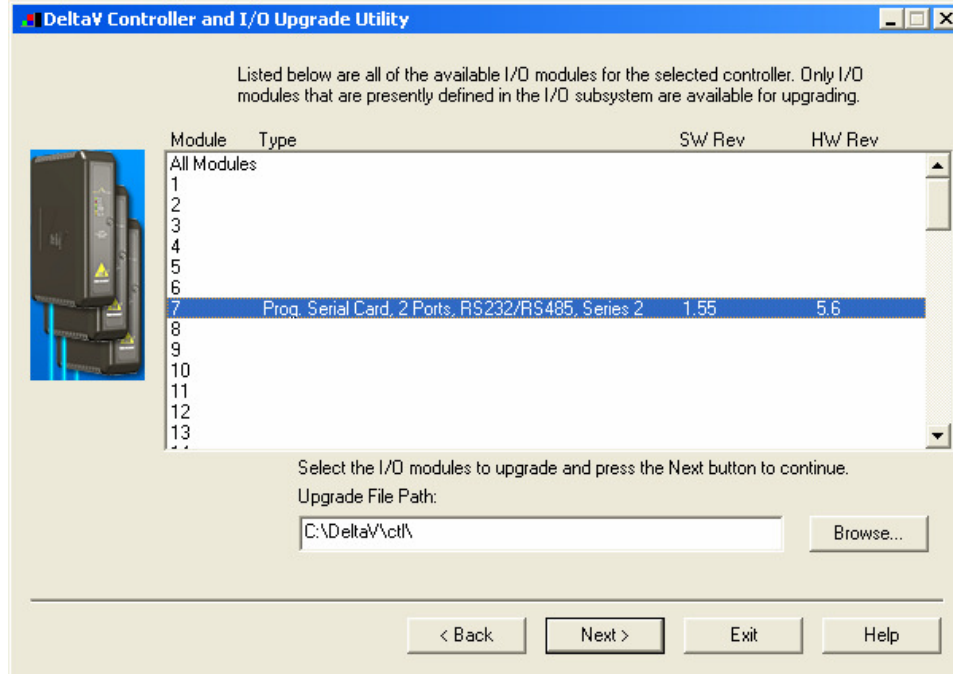 DeltaV Controller and I/O Upgrade Utility
Listed below are all of the available I/O modules for the selected controller. Only I/O
modules that are presently defined in the I/O subsystem are available for upgrading.
Module Type SW Rev HW Rev
All Modules
1
2
3
4
5
6
7 Prog. Serial Card, 2 Ports, RS232/RS485, Series 2 1.55 5.6
8
9
10
11
12
13
Select the I/O modules to upgrade and press the Next button to continue.
Upgrade File Path:
C:\DeltaV\ctl\ Browse...
< Back Next > Exit Help